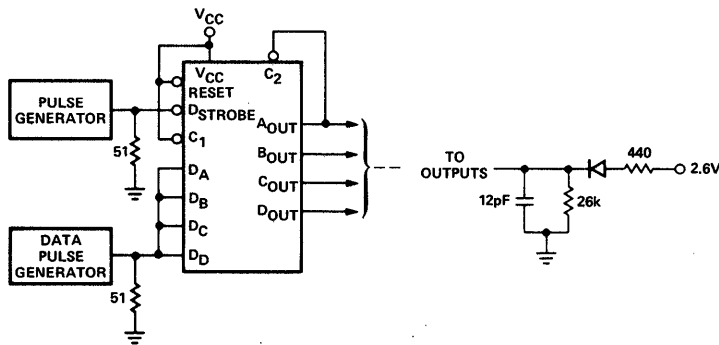 VCC
VCC
C2
RESET
PULSE
GENERATOR
DSTROBE
AOUT
C1
51
BOUT
TO
OUTPUTS
440
2.6V
DA
COUT
DB
12pF
26k
DOUT
DC
DATA
PULSE
GENERATOR
DD
51